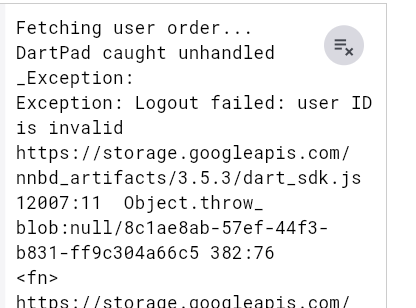 Fetching user order...
DartPad caught unhandled
_Exception:
Exception: Logout failed: user ID
is invalid
https://storage.googleapis.com/
nnbd_artifacts/3.5.3/dart_sdk.js
12007:11  Object.throw_
blob:null/8c1ae8ab-57ef-44f3-
b831-ff9c304a66c5 382:76
<fn>
https://storage.googleapis.com/